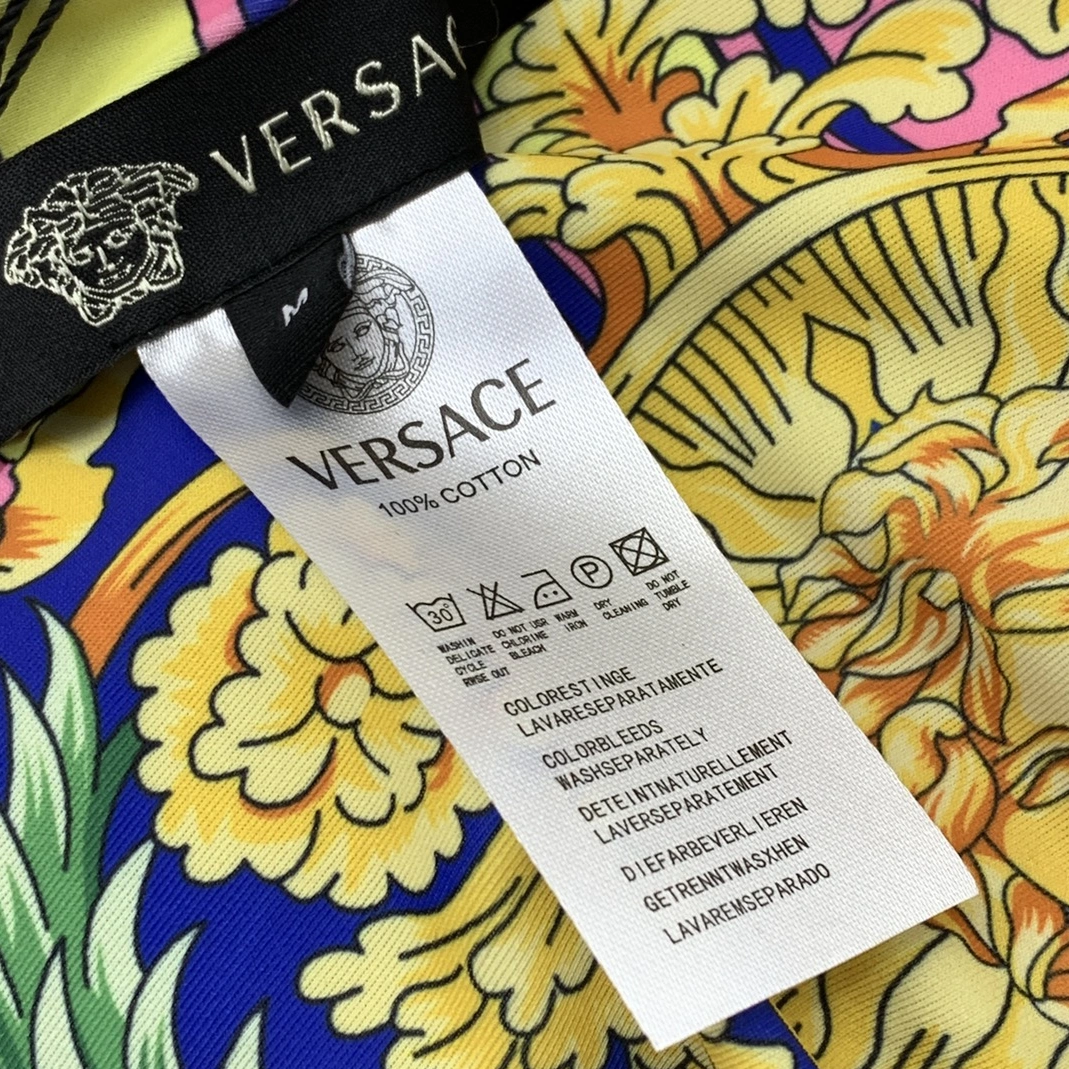 VERSAC
M
VERSACE
100% COTTON
30°
P
WASHIN DELICATE CYCLE RWSE OUT
DO NOT USR CHLORINE BLEACH
WARM IRON
DRY CLEANING
DO NOT TUMBLE DRY
COLORESTINGE
LAVARESEPARATAMENTE
COLORBLEEDS
WASHSEPARATELY
DETEINTNATURELLEMENT
LAVERSEPARATEMENT
DIEFARBEVERLIEREN
GETRENNTWASXHEN
LAVAREMSEPARADO